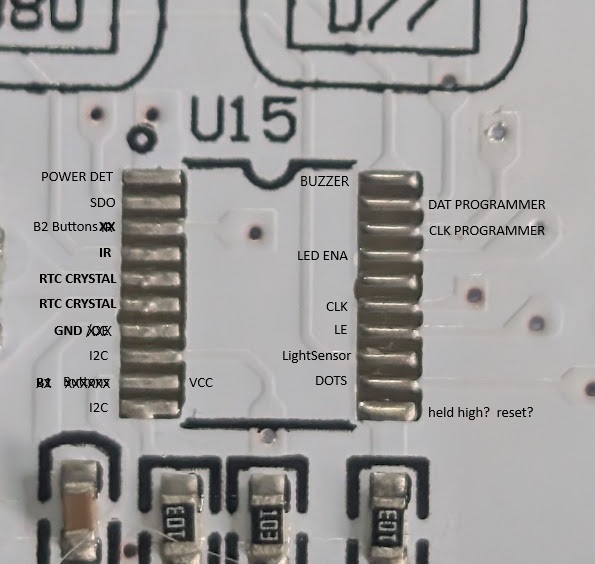 U15
POWER DET
SDO
B2 Buttons
IR
RTC CRYSTAL
RTC CRYSTAL
GND
I2C
Buttons
VCC
I2C
BUZZER
DAT PROGRAMMER
CLK PROGRAMMER
LED ENA
CLK
LE
LightSensor
DOTS
held high? reset?
103
103
103